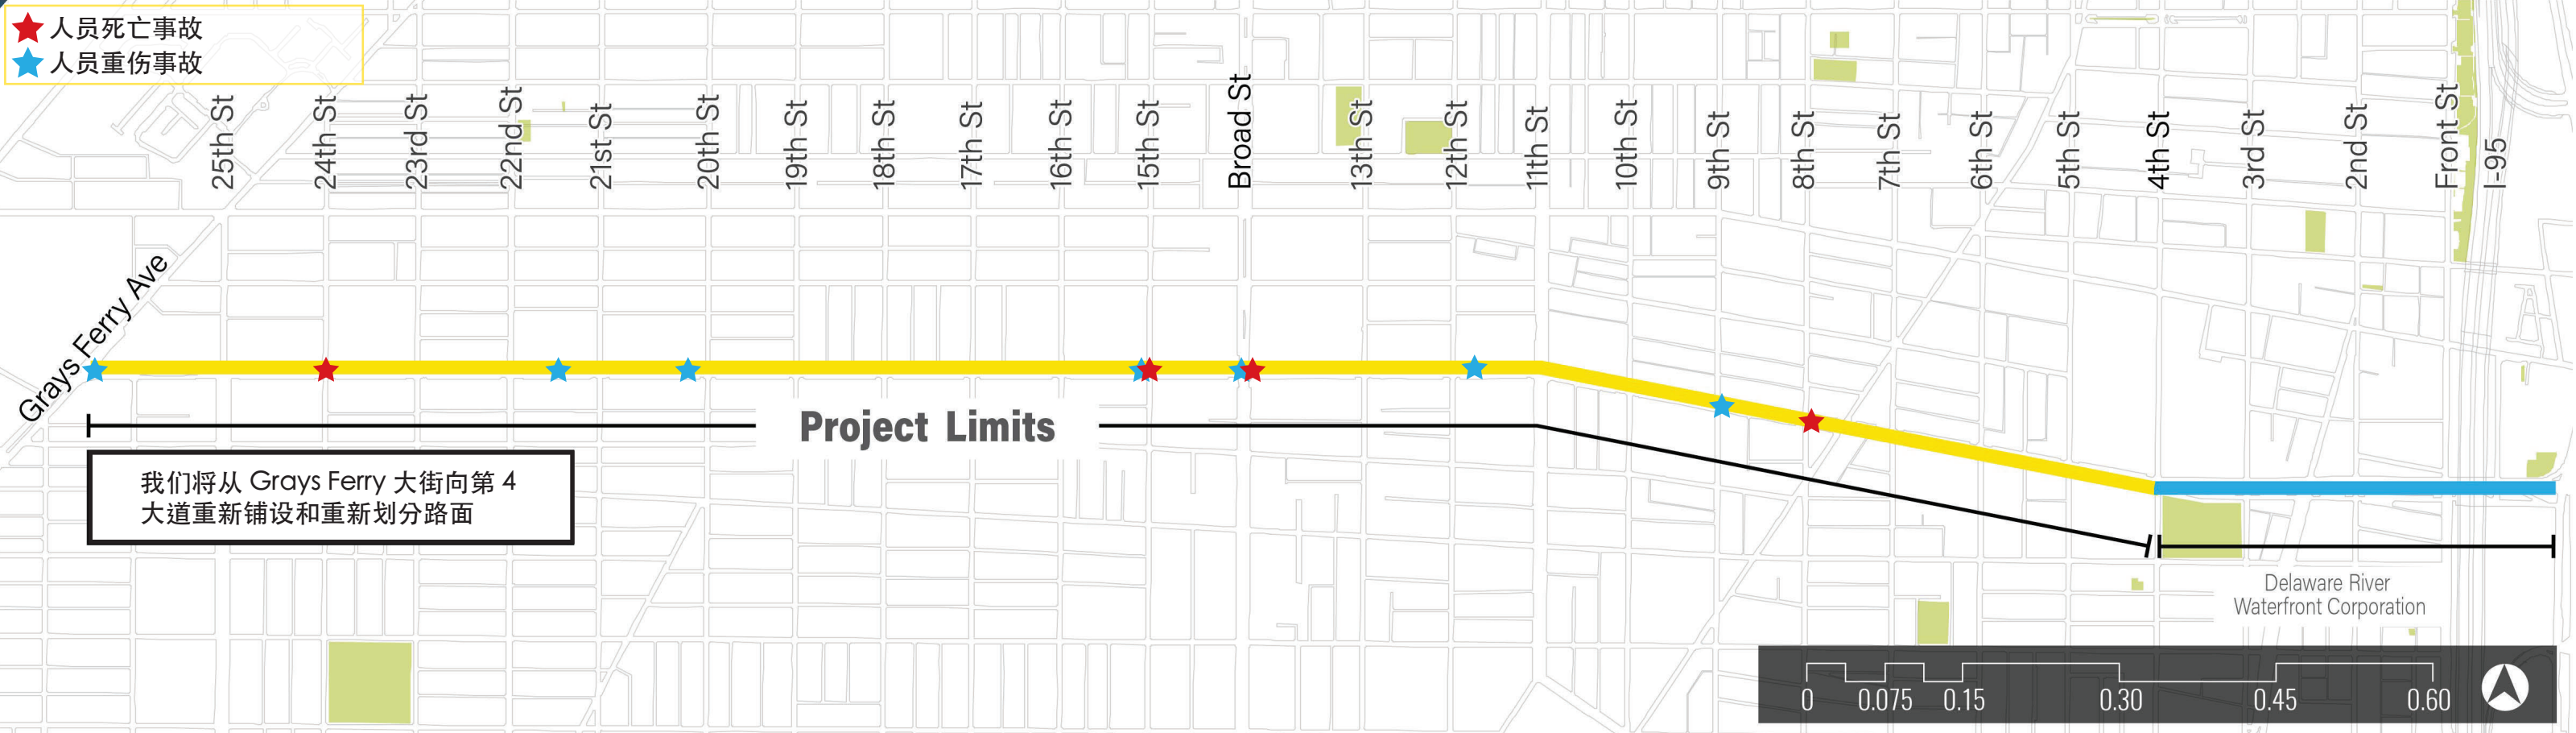 人员死亡事故
人员重伤事故
25th St
24th St
23rd St
22nd St
21st St
20th St
19th St
18th St
17th St
16th St
15th St
Broad St
13th St
12th St
11th St
10th St
9th St
8th St
7th St
6th St
5th St
4th St
3rd St
2nd St
Front St
I-95
Grays Ferry Ave
Project Limits
我们将从 Grays Ferry 大街向第 4
大道重新铺设和重新划分路面
Delaware River
Waterfront Corporation
0 0.075 0.15 0.30 0.45 0.60